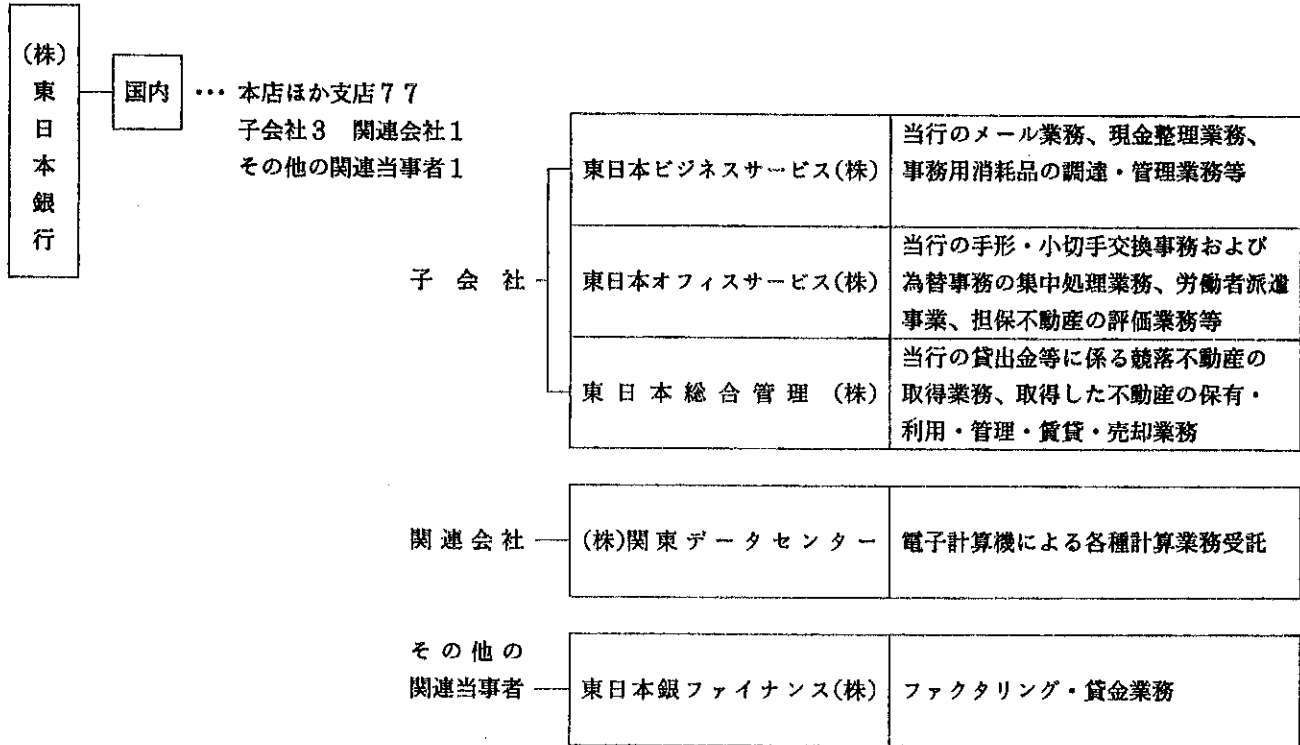 (株)東日本銀行
国内 … 本店ほか支店77
子会社3 関連会社1
その他の関連当事者1
子会社
東日本ビジネスサービス(株)
当行のメール業務、現金整理業務、
事務用消耗品の調達・管理業務等
東日本オフィスサービス(株)
当行の手形・小切手交換事務および
為替事務の集中処理業務、労働者派遣
事業、担保不動産の評価業務等
東日本総合管理(株)
当行の貸出金等に係る競落不動産の
取得業務、取得した不動産の保有・
利用・管理・賃貸・売却業務
関連会社
(株)関東データセンター
電子計算機による各種計算業務受託
その他の
関連当事者
東日本銀ファイナンス(株)
ファクタリング・貸金業務